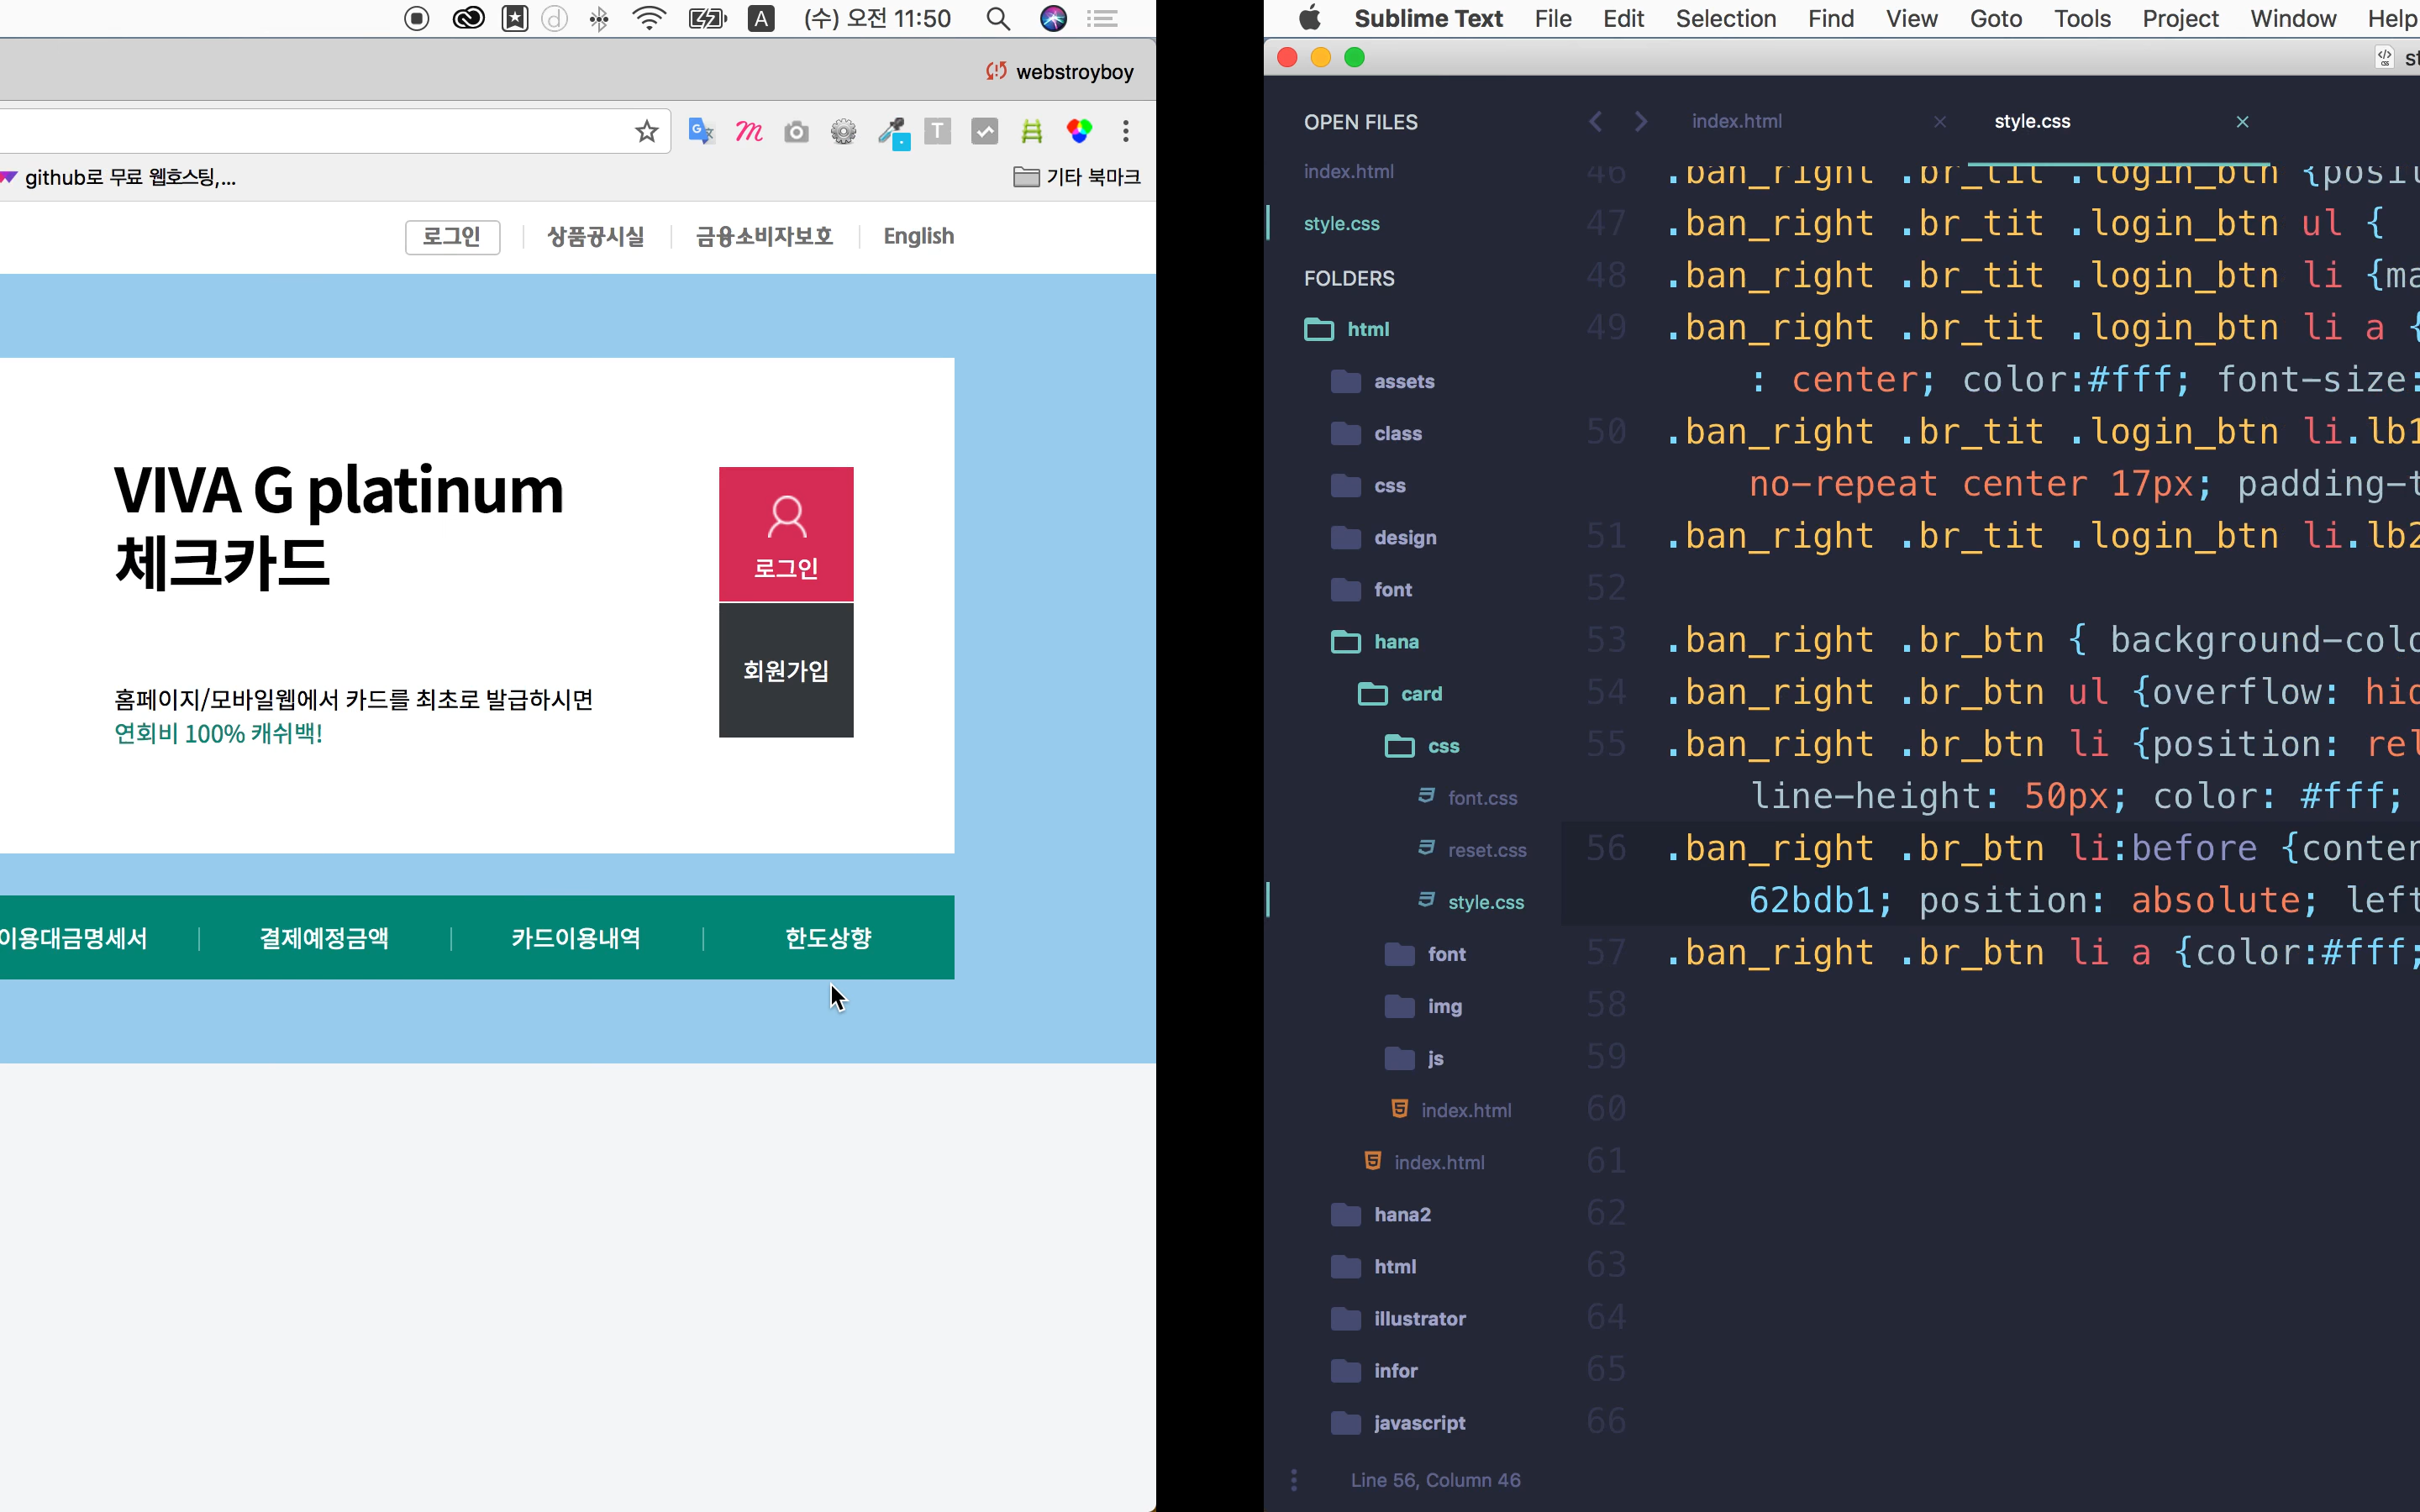 A (수) 오전 11:50
webstroyboy
github로 무료 웹호스팅,...
기타 북마크
로그인 상품공시실 금융소비자보호 English
VIVA G platinum
체크카드
로그인
회원가입
홈페이지/모바일웹에서 카드를 최초로 발급하시면
연회비 100% 캐쉬백!
이용대금명세서 결제예정금액 카드이용내역 한도상향
Sublime Text File Edit Selection Find View Goto Tools Project Window Help
OPEN FILES
index.html
style.css
FOLDERS
html
assets
class
css
design
font
hana
card
css
font.css
reset.css
style.css
font
img
js
index.html
index.html
hana2
html
illustrator
infor
javascript
index.html style.css
46 .ban_right .br_tit .login_btn {posit
47 .ban_right .br_tit .login_btn ul {
48 .ban_right .br_tit .login_btn li {ma
49 .ban_right .br_tit .login_btn li a {
: center; color:#fff; font-size:
50 .ban_right .br_tit .login_btn li.lb1
no-repeat center 17px; padding-t
51 .ban_right .br_tit .login_btn li.lb2
52
53 .ban_right .br_btn { background-colo
54 .ban_right .br_btn ul {overflow: hid
55 .ban_right .br_btn li {position: rel
line-height: 50px; color: #fff;
56 .ban_right .br_btn li:before {conten
62bdb1; position: absolute; left
57 .ban_right .br_btn li a {color:#fff;
58
59
60
61
62
63
64
65
66
Line 56, Column 46